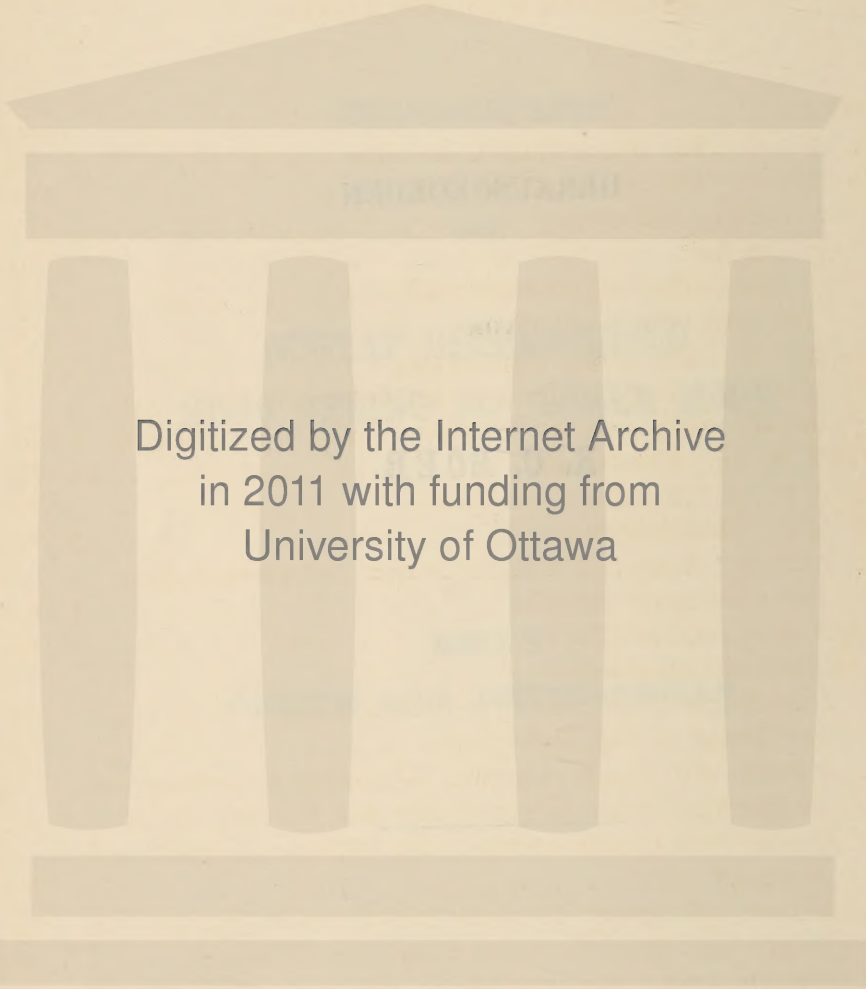 Digitized by the Internet Archive
in 2011 with funding from
University of Ottawa